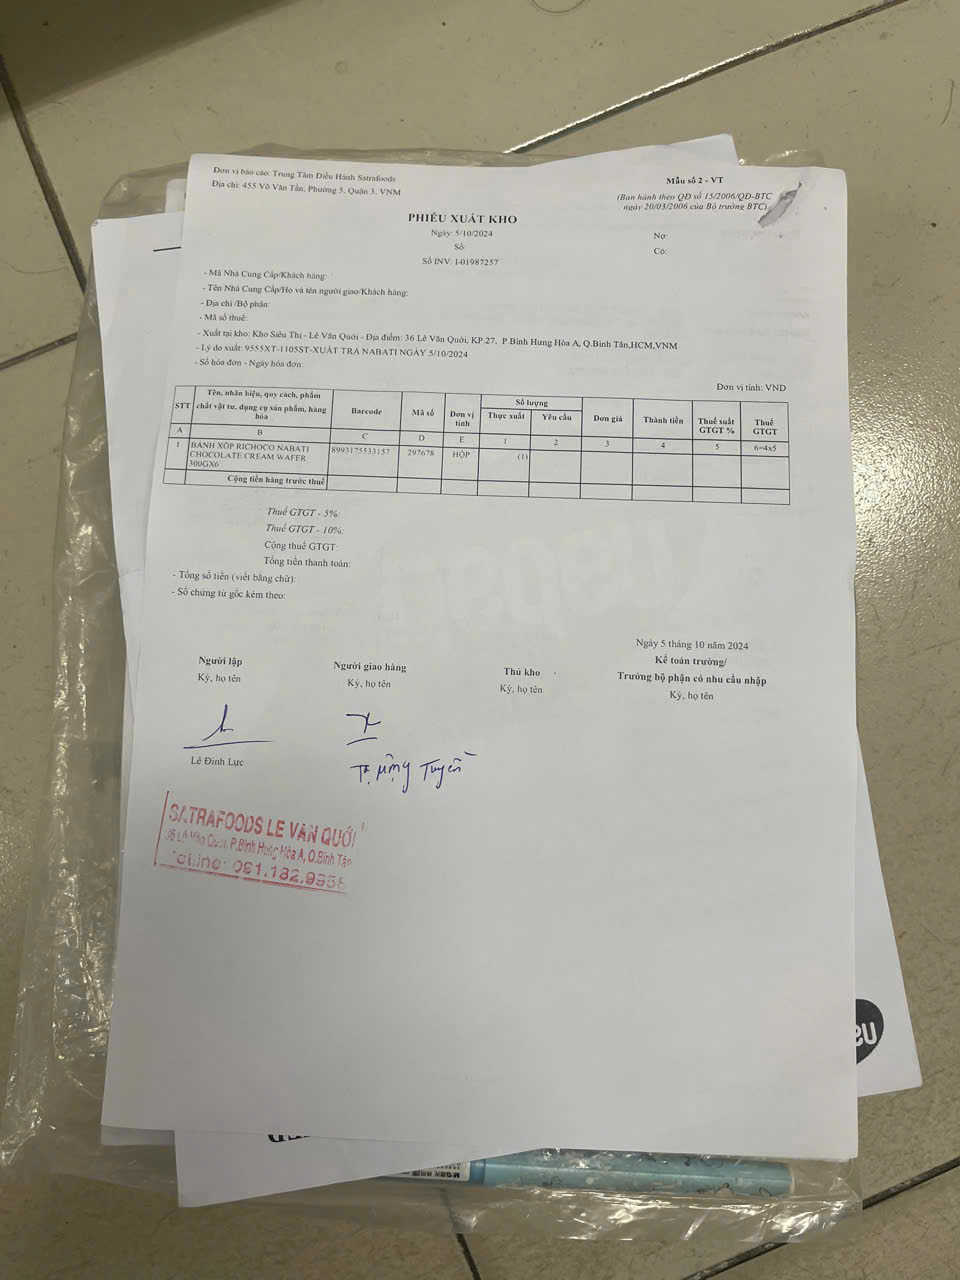 Đơn vị báo cáo: Trung Tâm Điều Hành Satrafoods
Địa chỉ: 455 Võ Văn Tần, Phường 5, Quận 3, VNM
Mẫu số 2 - VT
(Ban hành theo QĐ số 15/2006/QĐ-BTC
ngày 20/03/2006 của Bộ trưởng BTC)
PHIẾU XUẤT KHO
Ngày: 5/10/2024
Số:
Số INV: I-01987257
Nợ:
Có:
- Mã Nhà Cung Cấp/Khách hàng:
- Tên Nhà Cung Cấp/Họ và tên người giao/Khách hàng:
- Địa chỉ /Bộ phận:
- Mã số thuế:
- Xuất tại kho: Kho Siêu Thị - Lê Văn Quới - Địa điểm: 36 Lê Văn Quới, KP.27, P.Bình Hưng Hòa A, Q.Bình Tân,HCM,VNM
- Lý do xuất: 9555XT-1105ST-XUẤT TRẢ NABATI NGÀY 5/10/2024
- Số hóa đơn - Ngày hóa đơn:
Đơn vị tính: VND
STT Tên, nhãn hiệu, quy cách, phẩm chất vật tư, dụng cụ sản phẩm, hàng hóa Barcode Mã số Đơn vị tính Số lượng Thực xuất Yêu cầu Đơn giá Thành tiền Thuế suất GTGT % Thuế GTGT
A B C D E 1 2 3 4 5 6=4x5
1 BÁNH XỐP RICHOCO NABATI CHOCOLATE CREAM WAFER 300GX6 8993175533157 297678 HỘP (1)
Cộng tiền hàng trước thuế
Thuế GTGT - 5%:
Thuế GTGT - 10%:
Cộng thuế GTGT:
Tổng tiền thanh toán:
- Tổng số tiền (viết bằng chữ):
- Số chứng từ gốc kèm theo:
Ngày 5 tháng 10 năm 2024
Người lập
Ký, họ tên
Người giao hàng
Ký, họ tên
Thủ kho
Ký, họ tên
Kế toán trưởng/
Trưởng bộ phận có nhu cầu nhập
Ký, họ tên
Lê Đình Lực
Tuyến
SATRAFOODS LE VĂN QUỚI
36 Lê Văn Quới, P.Bình Hưng Hòa A, Q.Bình Tân
Hotline: 091.182.9958